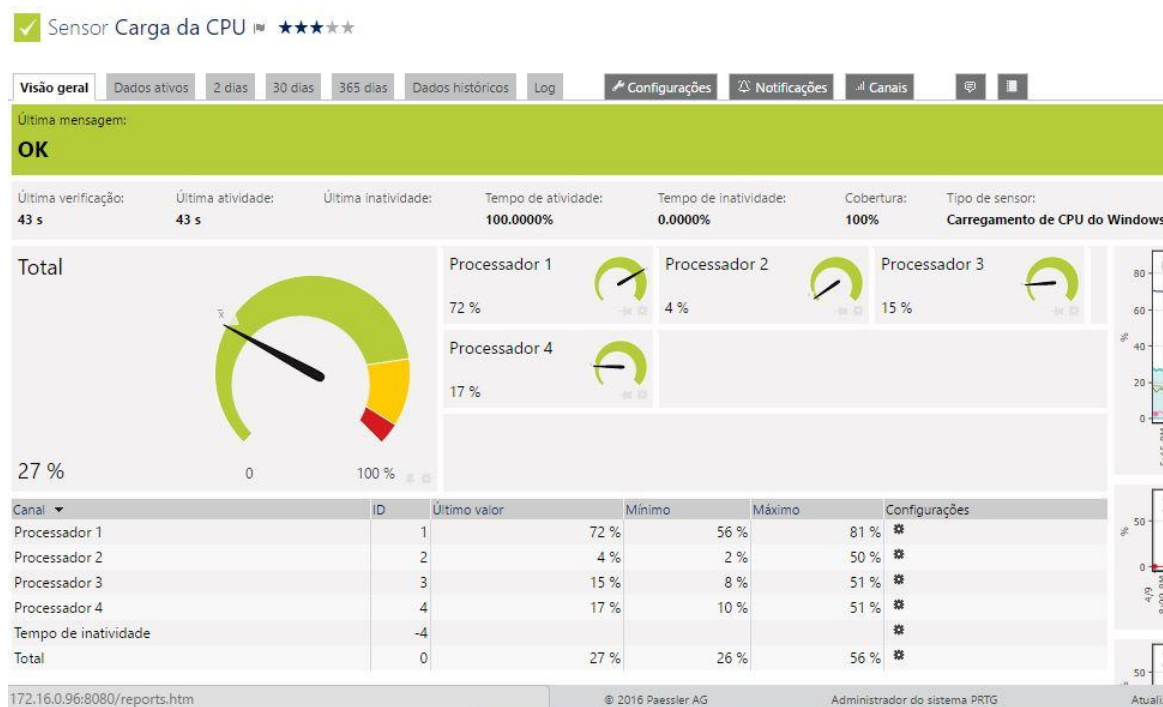 Sensor Carga da CPU
Visão geral Dados ativos 2 dias 30 dias 365 dias Dados históricos Log Configurações Notificações Canais
Última mensagem:
OK
Última verificação: Última atividade: Última inatividade: Tempo de atividade: Tempo de inatividade: Cobertura: Tipo de sensor:
43 s 43 s 100.0000% 0.0000% 100% Carregamento de CPU do Windows
Total
x
27 %
0
100 %
Processador 1
72 %
Processador 2
4 %
Processador 3
15 %
Processador 4
17 %
80
60
%
40
20
0
50
%
0
4/9
50
Canal ID Último valor Mínimo Máximo Configurações
Processador 1 1 72 % 56 % 81 %
Processador 2 2 4 % 2 % 50 %
Processador 3 3 15 % 8 % 51 %
Processador 4 4 17 % 10 % 51 %
Tempo de inatividade -4
Total 0 27 % 26 % 56 %
172.16.0.96:8080/reports.htm © 2016 Paessler AG Administrador do sistema PRTG Atuali